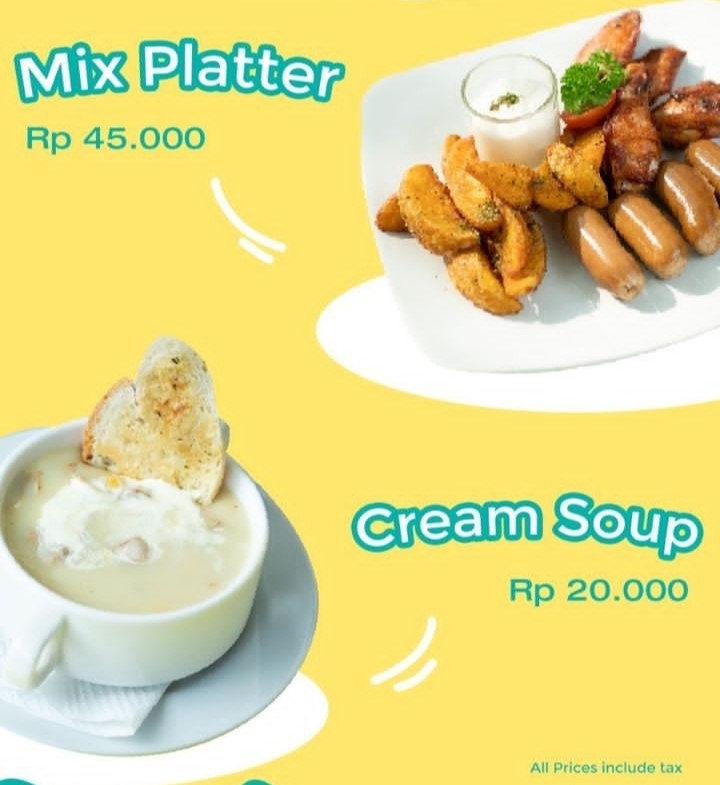 Mix Platter
Rp 45.000
Cream Soup
Rp 20.000
All Prices include tax